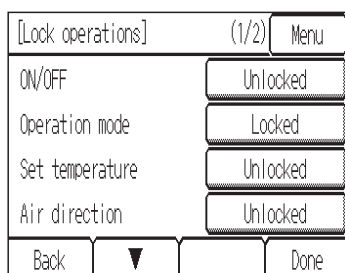 [Lock operations] (1/2) Menu
ON/OFF Unlocked
Operation mode Locked
Set temperature Unlocked
Air direction Unlocked
Back ▼ Done